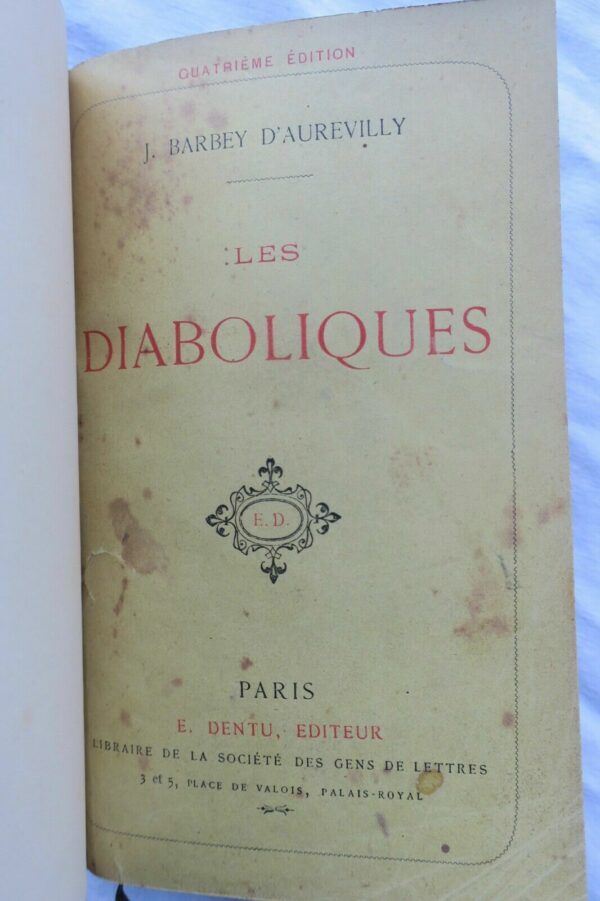 QUATRIÈME ÉDITION
J. BARBEY D'AUREVILLY
LES
DIABOLIQUES
E. D.
PARIS
E. DENTU, EDITEUR
LIBRAIRE DE LA SOCIÉTÉ DES GENS DE LETTRES
3 et 5, PLACE DE VALOIS, PALAIS-ROYAL